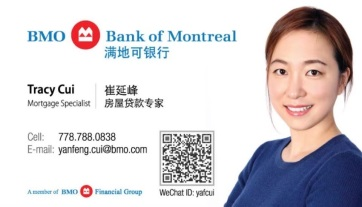 BMO Bank of Montreal
满地可银行
Tracy Cui 崔延峰
Mortgage Specialist 房屋贷款专家
Cell: 778.788.0838
E-mail: yanfeng.cui@bmo.com
A member of BMO Financial Group
WeChat ID: yafcui